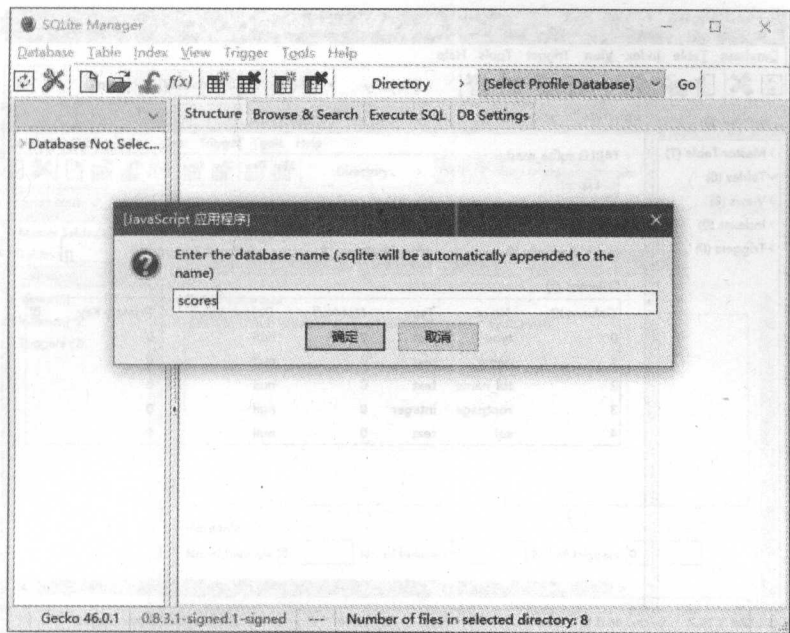 SQLite Manager
Database Table Index View Trigger Tools Help
f(x) Directory (Select Profile Database) Go
Structure Browse & Search Execute SQL DB Settings
Database Not Selec...
[JavaScript 应用程序]
Enter the database name (.sqlite will be automatically appended to the
name)
scores
确定 取消
Gecko 46.0.1 0.8.3.1-signed.1-signed --- Number of files in selected directory: 8